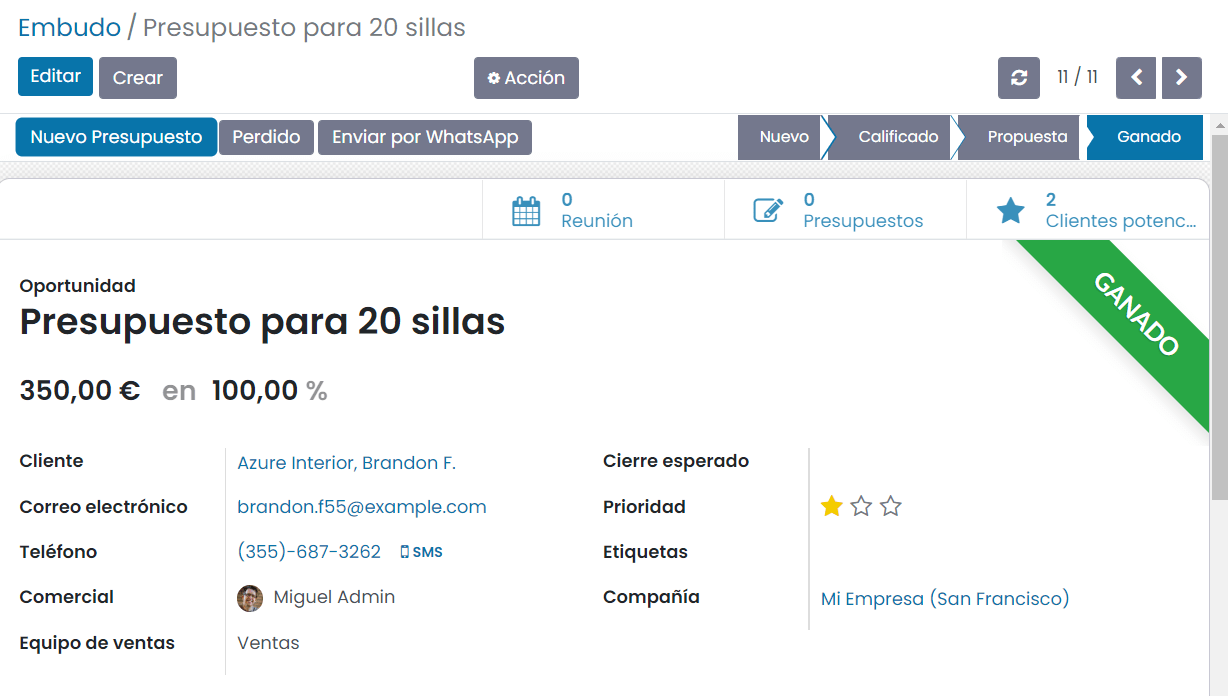 Embudo / Presupuesto para 20 sillas
Editar Crear Acción 11 / 11
Nuevo Presupuesto Perdido Enviar por WhatsApp Nuevo Calificado Propuesta Ganado
0 Reunión
0 Presupuestos
2 Clientes potenc...
GANADO
Oportunidad
Presupuesto para 20 sillas
350,00 € en 100,00 %
Cliente Azure Interior, Brandon F.
Correo electrónico brandon.f55@example.com
Teléfono (355)-687-3262 SMS
Comercial Miguel Admin
Equipo de ventas Ventas
Cierre esperado
Prioridad
Etiquetas
Compañía Mi Empresa (San Francisco)